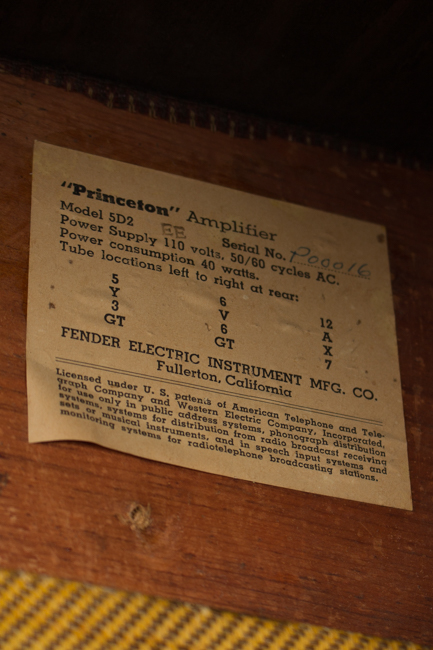 "Princeton" Amplifier
Model 5D2 EE Serial No. P00016
Power Supply 110 volts, 50/60 cycles AC.
Power consumption 40 watts.
Tube locations left to right at rear:
5 6 12
Y V A
3 6 X
GT GT 7
FENDER ELECTRIC INSTRUMENT MFG. CO.
Fullerton, California
Licensed under U. S. patents of American Telephone and Tele-
graph Company and Western Electric Company, Incorporated,
for use only in public address systems, phonograph distribution
systems, systems for distribution from radio broadcast receiving
sets or musical instruments, and in speech input systems and
monitoring systems for radiotelephone broadcasting stations.